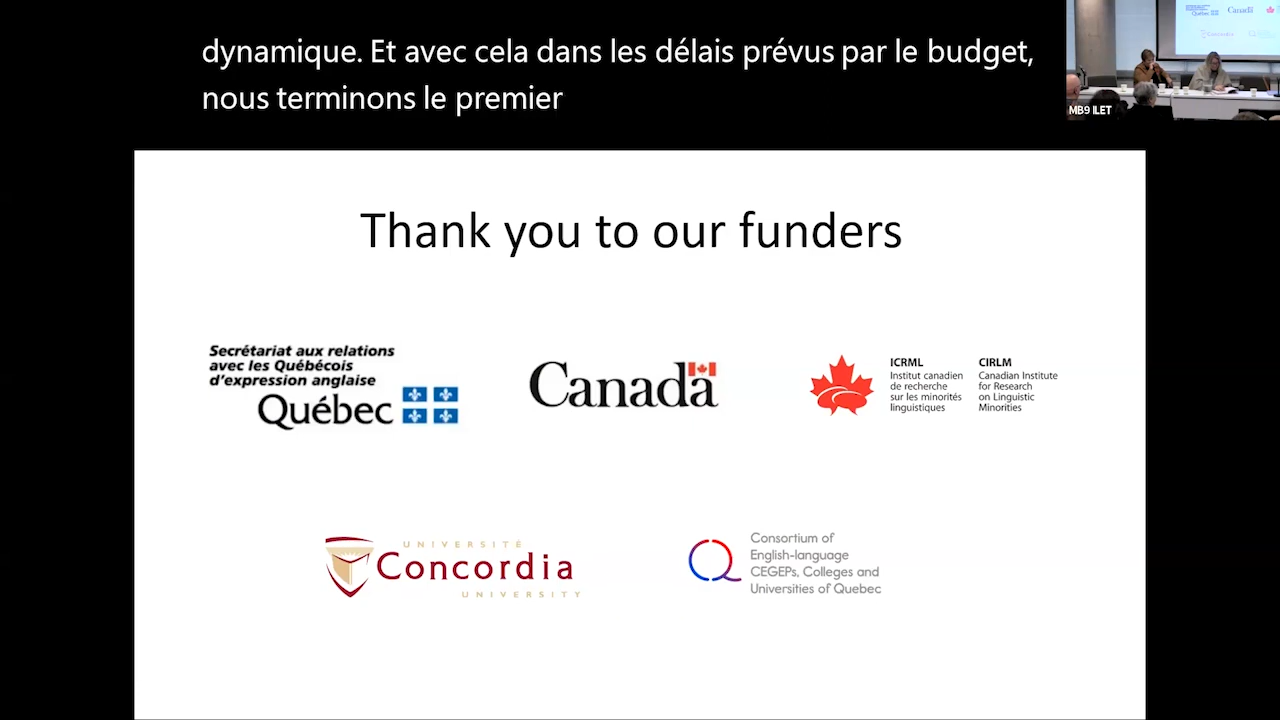 dynamique. Et avec cela dans les délais prévus par le budget,
nous terminons le premier
MB9 ILET
Thank you to our funders
Secrétariat aux relations
avec les Québécois
d'expression anglaise
Québec
Canada
ICRML
Institut canadien
de recherche
sur les minorités
linguistiques
CIRLM
Canadian Institute
for Research
on Linguistic
Minorities
UNIVERSITÉ
Concordia
UNIVERSITY
Consortium of
English-language
CEGEPs, Colleges and
Universities of Quebec